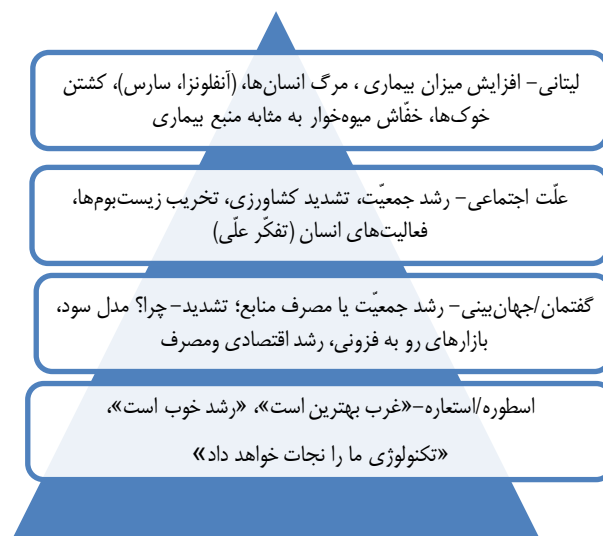 لیتانی– افزایش میزان بیماری ، مرگ انسان‌ها، (آنفلونزا، سارس)، کشتن
خوک‌ها، خفّاش میوه‌خوار به مثابه منبع بیماری
علّت اجتماعی– رشد جمعیّت، تشدید کشاورزی، تخریب زیست‌بوم‌ها،
فعالیت‌های انسان (تفکّر علّی)
گفتمان/جهان‌بینی– رشد جمعیّت یا مصرف منابع؛ تشدید– چرا؟ مدل سود،
بازارهای رو به فزونی، رشد اقتصادی ومصرف
اسطوره/استعاره–«غرب بهترین است»، «رشد خوب است»،
«تکنولوژی ما را نجات خواهد داد»